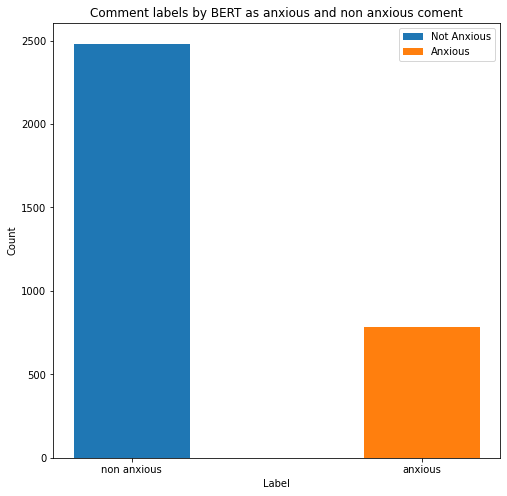 Comment labels by BERT as anxious and non anxious coment
Not Anxious
Anxious
2500
2000
1500
1000
500
0
Count
non anxious
anxious
Label